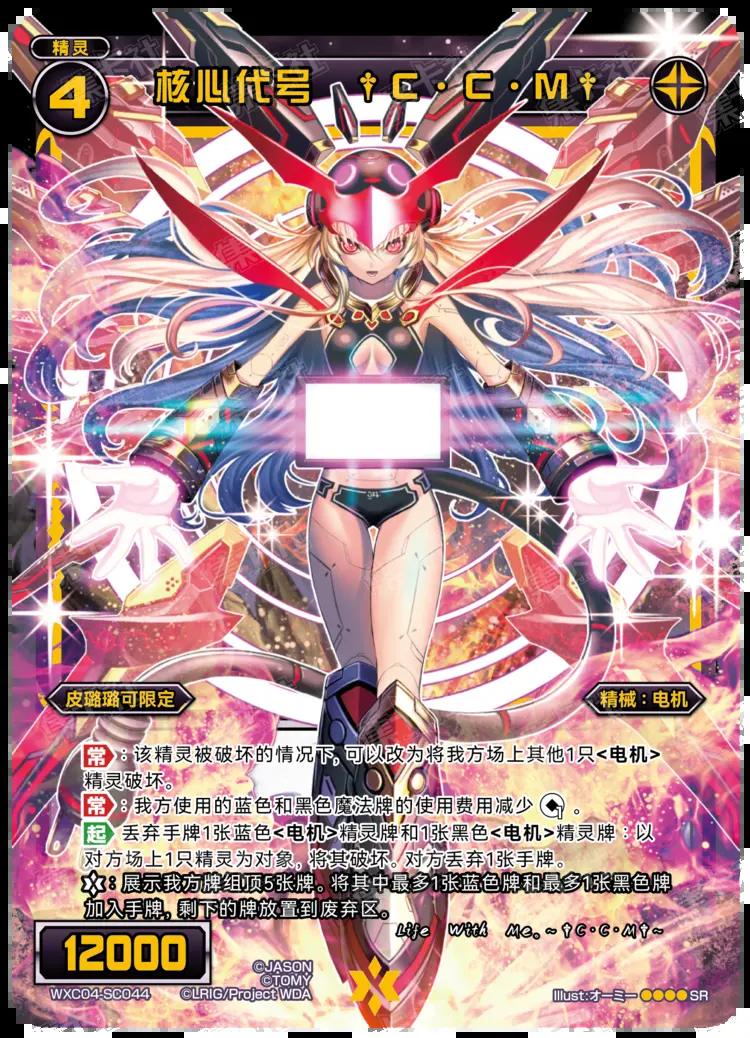 精灵
4
核心代号 †C·C·M†
皮璐璐可限定
精械：电机
常：该精灵被破坏的情况下，可以改为将我方场上其他1只<电机>
精灵破坏。
常：我方使用的蓝色和黑色魔法牌的使用费用减少 。
起 丢弃手牌1张蓝色<电机>精灵牌和1张黑色<电机>精灵牌：以
对方场上1只精灵为对象，将其破坏。对方丢弃1张手牌。
：展示我方牌组顶5张牌。将其中最多1张蓝色牌和最多1张黑色牌
加入手牌，剩下的牌放置到废弃区。
Life With Me。~†C·C·M†~
12000
©JASON
©TOMY
WXC04-SC044 ©LRIG/Project WDA
Illust:オーミー SR